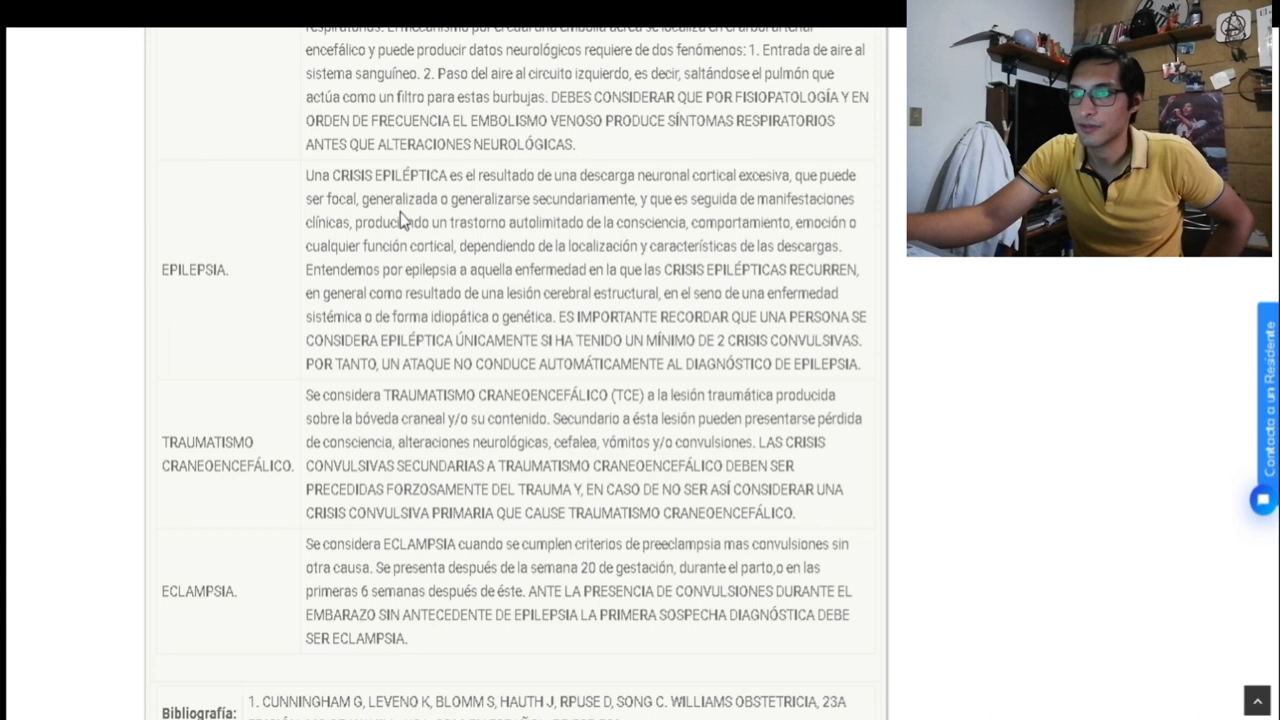 encefálico y puede producir datos neurológicos requiere de dos fenómenos: 1. Entrada de aire al
sistema sanguíneo. 2. Paso del aire al circuito izquierdo, es decir, saltándose el pulmón que
actúa como un filtro para estas burbujas. DEBES CONSIDERAR QUE POR FISIOPATOLOGÍA Y EN
ORDEN DE FRECUENCIA EL EMBOLISMO VENOSO PRODUCE SÍNTOMAS RESPIRATORIOS
ANTES QUE ALTERACIONES NEUROLÓGICAS.
EPILEPSIA.
Una CRISIS EPILÉPTICA es el resultado de una descarga neuronal cortical excesiva, que puede
ser focal, generalizada o generalizarse secundariamente, y que es seguida de manifestaciones
clínicas, produciendo un trastorno autolimitado de la consciencia, comportamiento, emoción o
cualquier función cortical, dependiendo de la localización y características de las descargas.
Entendemos por epilepsia a aquella enfermedad en la que las CRISIS EPILÉPTICAS RECURREN,
en general como resultado de una lesión cerebral estructural, en el seno de una enfermedad
sistémica o de forma idiopática o genética. ES IMPORTANTE RECORDAR QUE UNA PERSONA SE
CONSIDERA EPILÉPTICA ÚNICAMENTE SI HA TENIDO UN MÍNIMO DE 2 CRISIS CONVULSIVAS.
POR TANTO, UN ATAQUE NO CONDUCE AUTOMÁTICAMENTE AL DIAGNÓSTICO DE EPILEPSIA.
TRAUMATISMO
CRANEOENCEFÁLICO.
Se considera TRAUMATISMO CRANEOENCEFÁLICO (TCE) a la lesión traumática producida
sobre la bóveda craneal y/o su contenido. Secundario a ésta lesión pueden presentarse pérdida
de consciencia, alteraciones neurológicas, cefalea, vómitos y/o convulsiones. LAS CRISIS
CONVULSIVAS SECUNDARIAS A TRAUMATISMO CRANEOENCEFÁLICO DEBEN SER
PRECEDIDAS FORZOSAMENTE DEL TRAUMA Y, EN CASO DE NO SER ASÍ CONSIDERAR UNA
CRISIS CONVULSIVA PRIMARIA QUE CAUSE TRAUMATISMO CRANEOENCEFÁLICO.
ECLAMPSIA.
Se considera ECLAMPSIA cuando se cumplen criterios de preeclampsia mas convulsiones sin
otra causa. Se presenta después de la semana 20 de gestación, durante el parto,o en las
primeras 6 semanas después de éste. ANTE LA PRESENCIA DE CONVULSIONES DURANTE EL
EMBARAZO SIN ANTECEDENTE DE EPILEPSIA LA PRIMERA SOSPECHA DIAGNÓSTICA DEBE
SER ECLAMPSIA.
Bibliografía:
1. CUNNINGHAM G, LEVENO K, BLOMM S, HAUTH J, RPUSE D, SONG C. WILLIAMS OBSTETRICIA, 23A
Contacta a un Residente